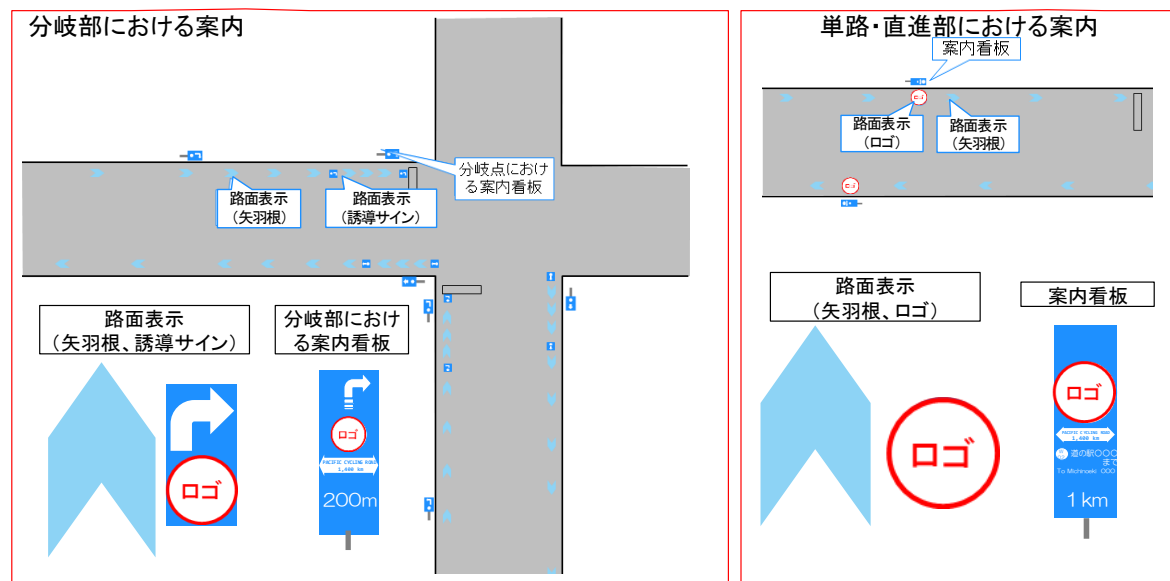 分岐部における案内
分岐点におけ
る案内看板
路面表示
(矢羽根)
路面表示
(誘導サイン)
路面表示
(矢羽根、誘導サイン)
分岐部におけ
る案内看板
ロゴ
ロゴ
PACIFIC CYCLING ROAD
1,400 km
200m
単路・直進部における案内
案内看板
ロゴ
路面表示
(ロゴ)
路面表示
(矢羽根)
ロゴ
路面表示
(矢羽根、ロゴ)
案内看板
ロゴ
ロゴ
PACIFIC CYCLING ROAD
1,400 km
道の駅〇〇〇
まで
To Michinoeki 〇〇〇
1km